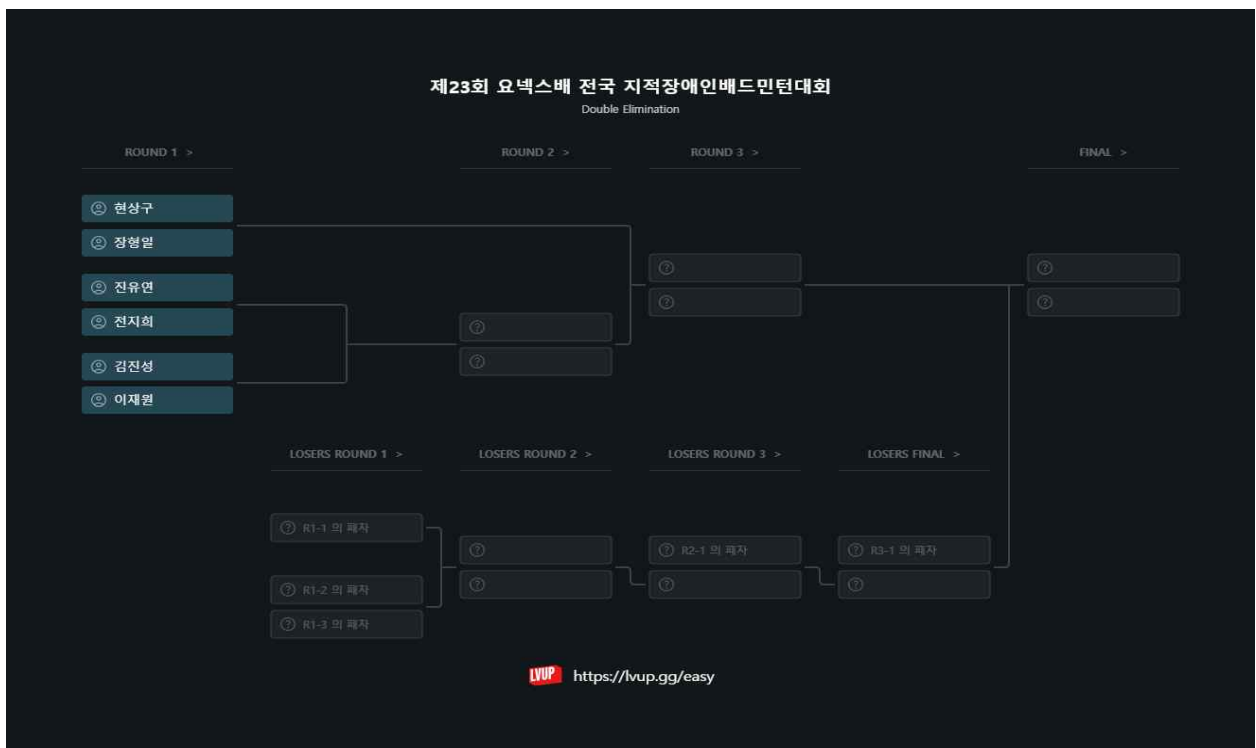 제23회 요넥스배 전국 지적장애인배드민턴대회
Double Elimination
ROUND 1 >
ROUND 2 >
ROUND 3 >
FINAL >
현상구
장형일
진유연
전지희
김진성
이재원
LOSERS ROUND 1 >
LOSERS ROUND 2 >
LOSERS ROUND 3 >
LOSERS FINAL >
R1-1 의 패자
R1-2 의 패자
R1-3 의 패자
R2-1 의 패자
R3-1 의 패자
LVUP https://lvup.gg/easy